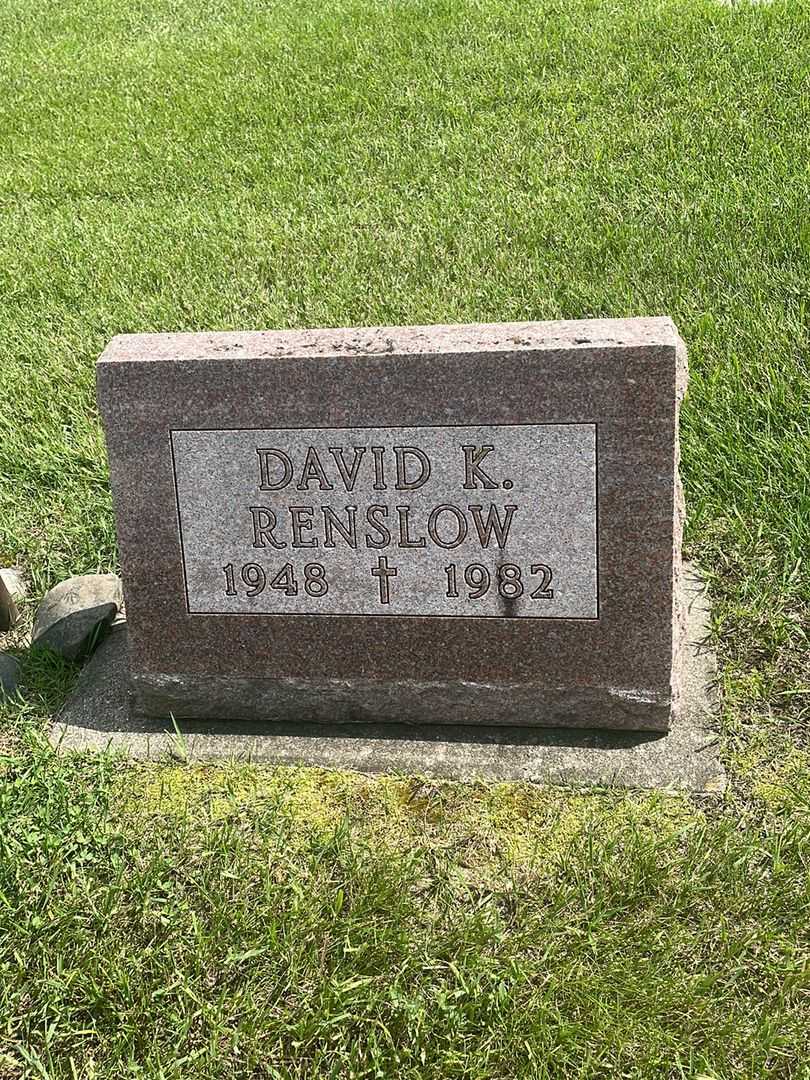 DAVID K.
RENSLOW
1948 ✝ 1982